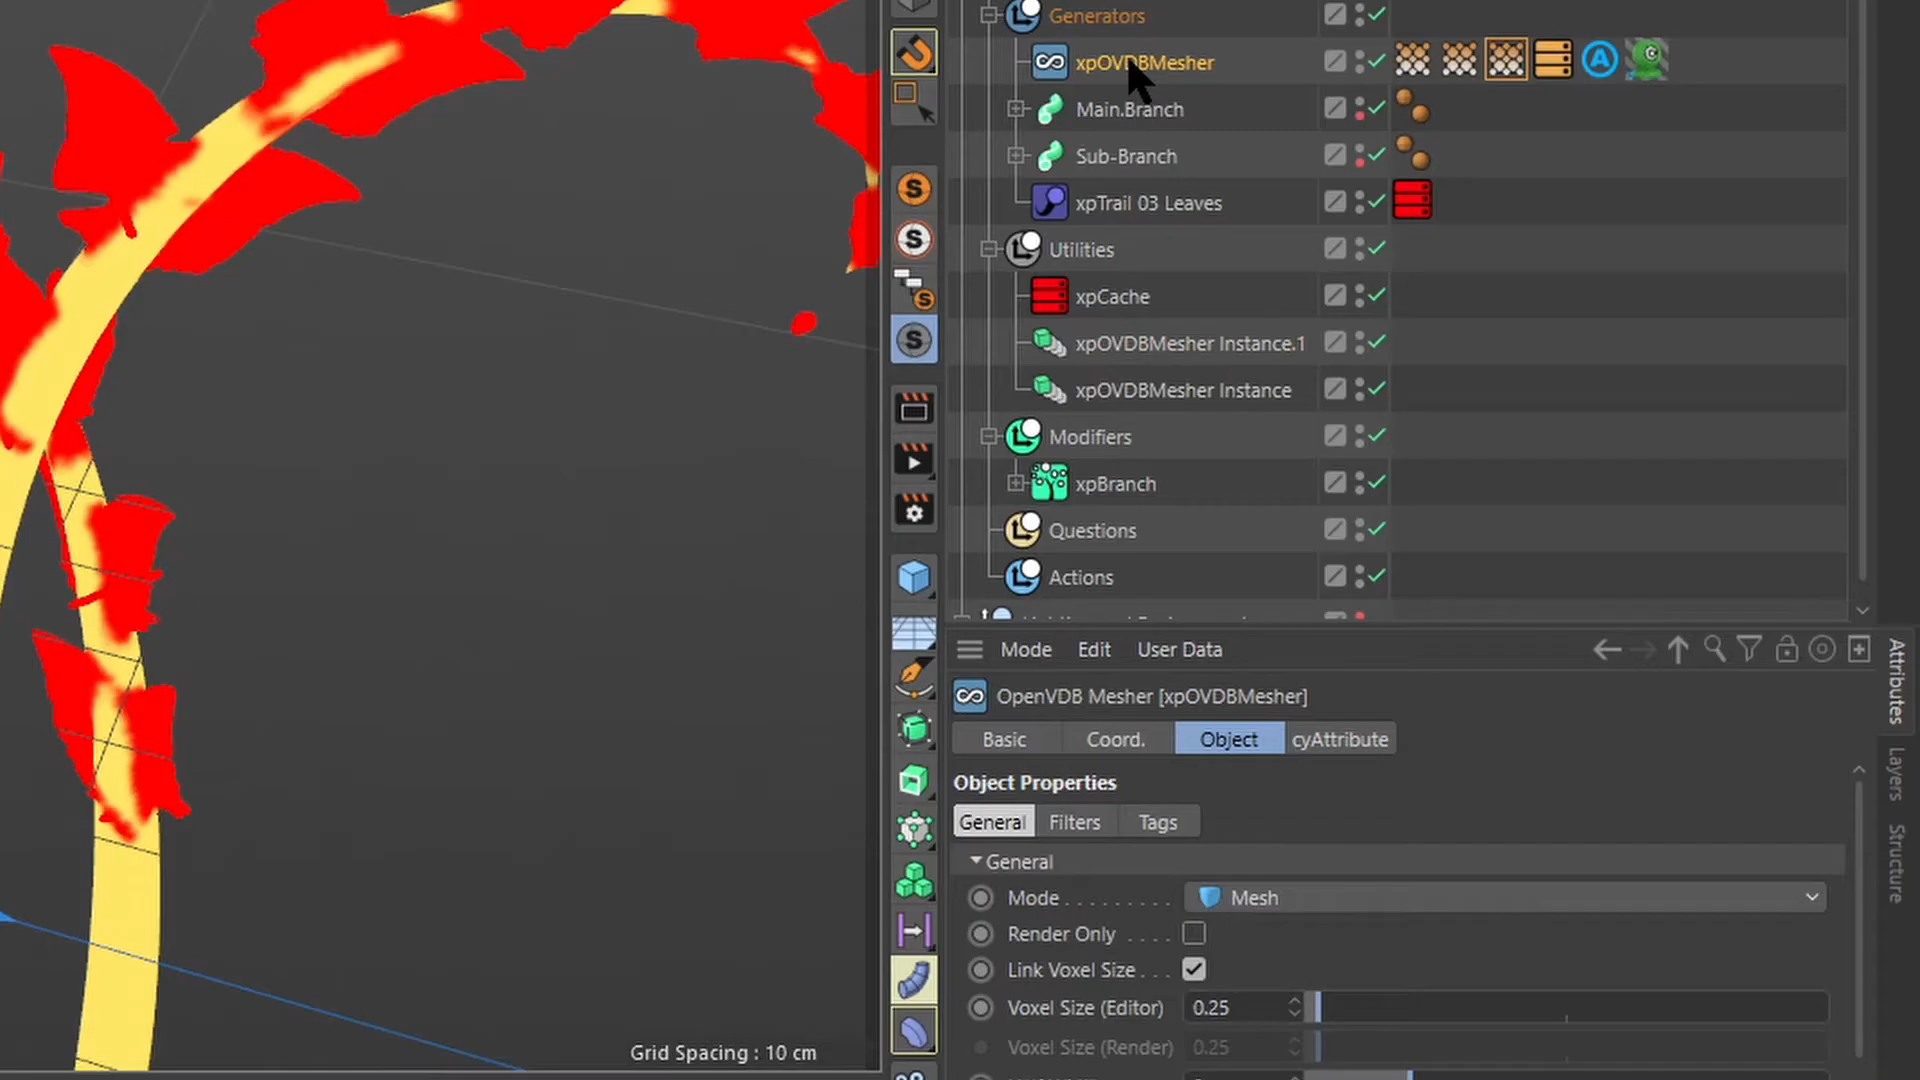 Generators
xpOVDBMesher
Main.Branch
Sub-Branch
xpTrail 03 Leaves
Utilities
xpCache
xpOVDBMesher Instance.1
xpOVDBMesher Instance
Modifiers
xpBranch
Questions
Actions
Mode Edit User Data
OpenVDB Mesher [xpOVDBMesher]
Basic Coord. Object cyAttribute
Object Properties
General Filters Tags
General
Mode . . . . . . . . . Mesh
Render Only . . . .
Link Voxel Size . . .
Voxel Size (Editor) 0.25
Voxel Size (Render) 0.25
Grid Spacing : 10 cm
Attributes
Layers
Structure